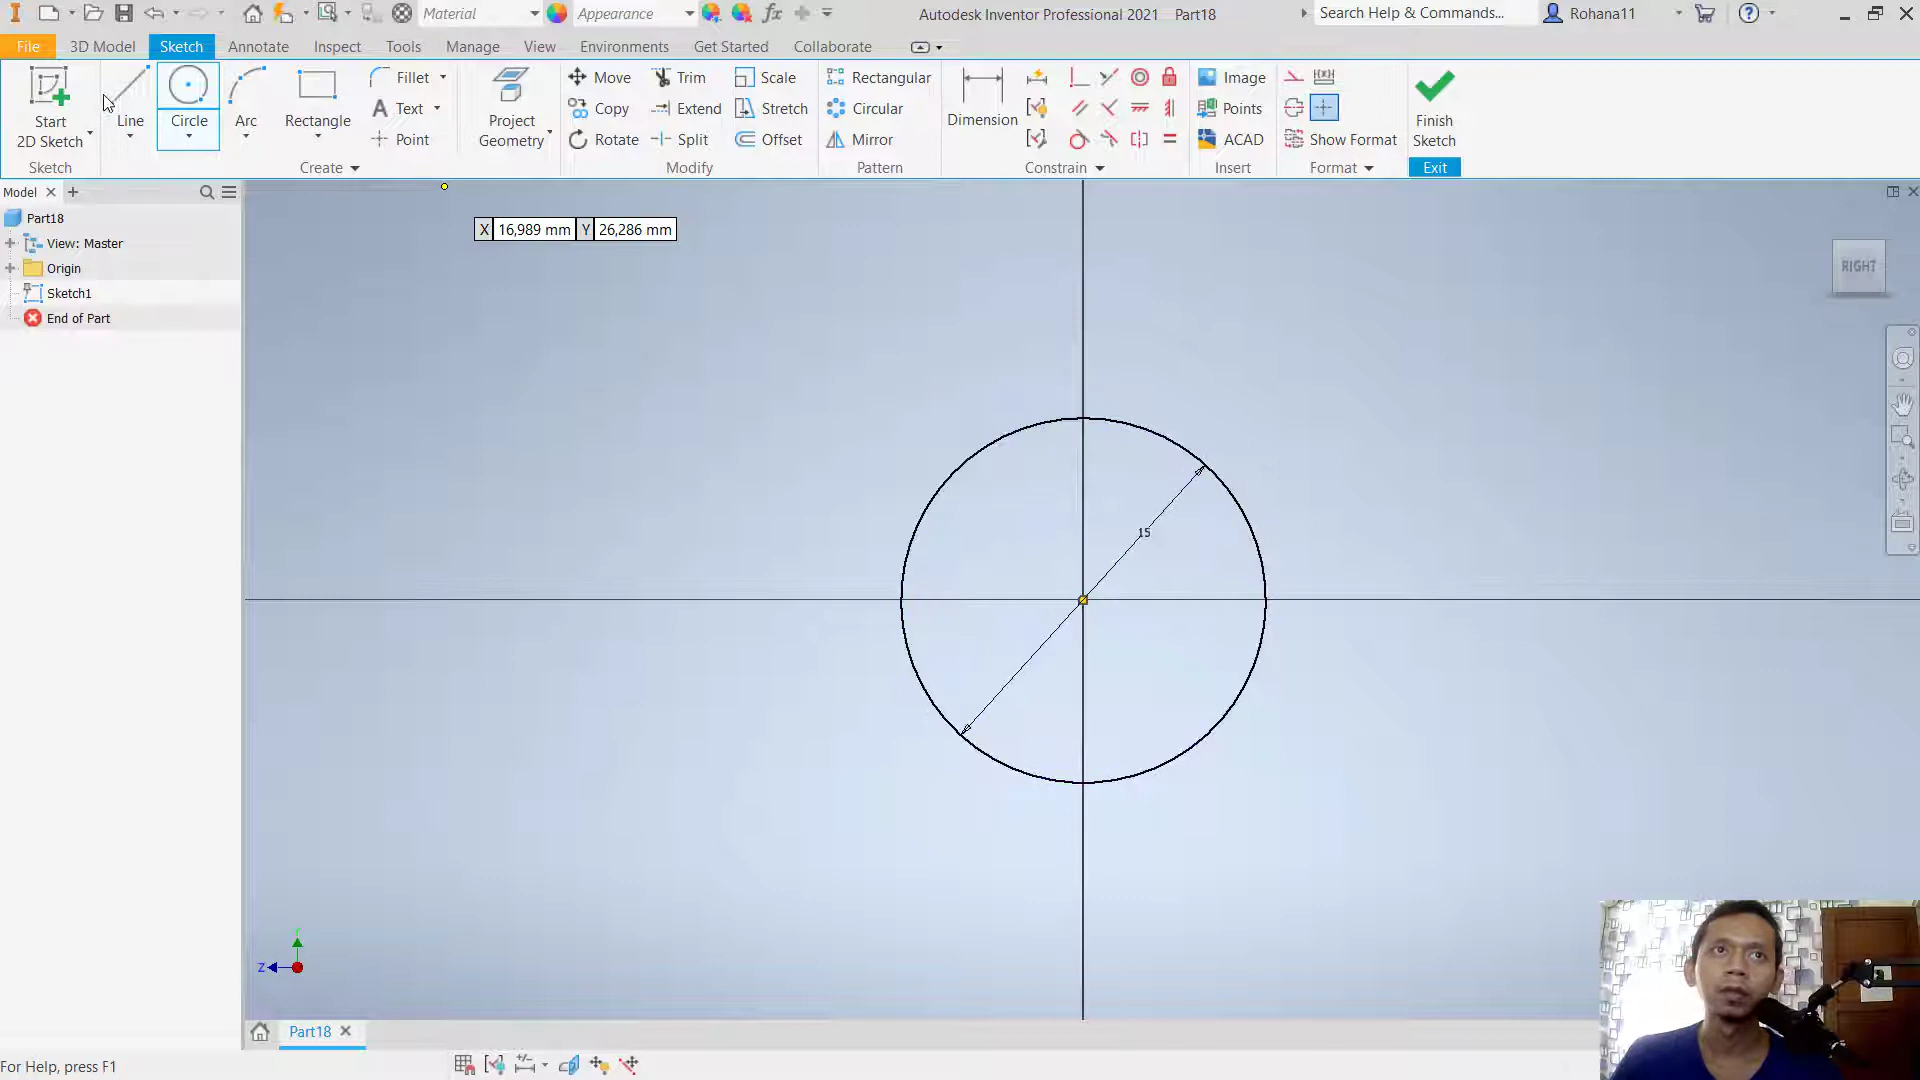 Material
Appearance
Autodesk Inventor Professional 2021 Part18
Search Help & Commands...
Rohana11
File
3D Model
Sketch
Annotate
Inspect
Tools
Manage
View
Environments
Get Started
Collaborate
Start
2D Sketch
Line
Circle
Arc
Rectangle
Fillet
Text
Point
Project
Geometry
Move
Copy
Rotate
Trim
Extend
Split
Scale
Stretch
Offset
Rectangular
Circular
Mirror
Dimension
Image
Points
ACAD
Show Format
Finish
Sketch
Sketch
Create
Modify
Pattern
Constrain
Insert
Format
Exit
Model
Part18
View: Master
Origin
Sketch1
End of Part
X 16,989 mm Y 26,286 mm
RIGHT
15
Z
Part18
For Help, press F1